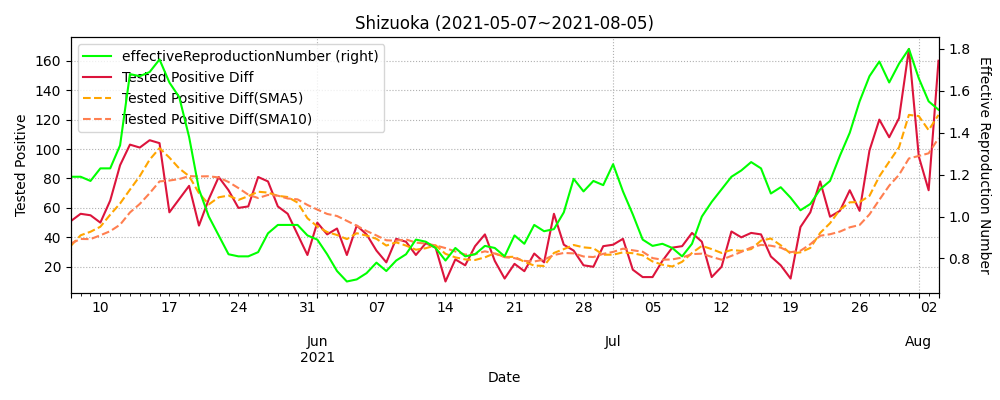 Shizuoka (2021-05-07~2021-08-05)
effectiveReproductionNumber (right)
Tested Positive Diff
Tested Positive Diff(SMA5)
Tested Positive Diff(SMA10)
Tested Positive
160
140
120
100
80
60
40
20
1.8
1.6
1.4
1.2
1.0
0.8
Effective Reproduction Number
10 17 24 31 07 14 21 28 05 12 19 26 02
Jun Jul Aug
2021
Date